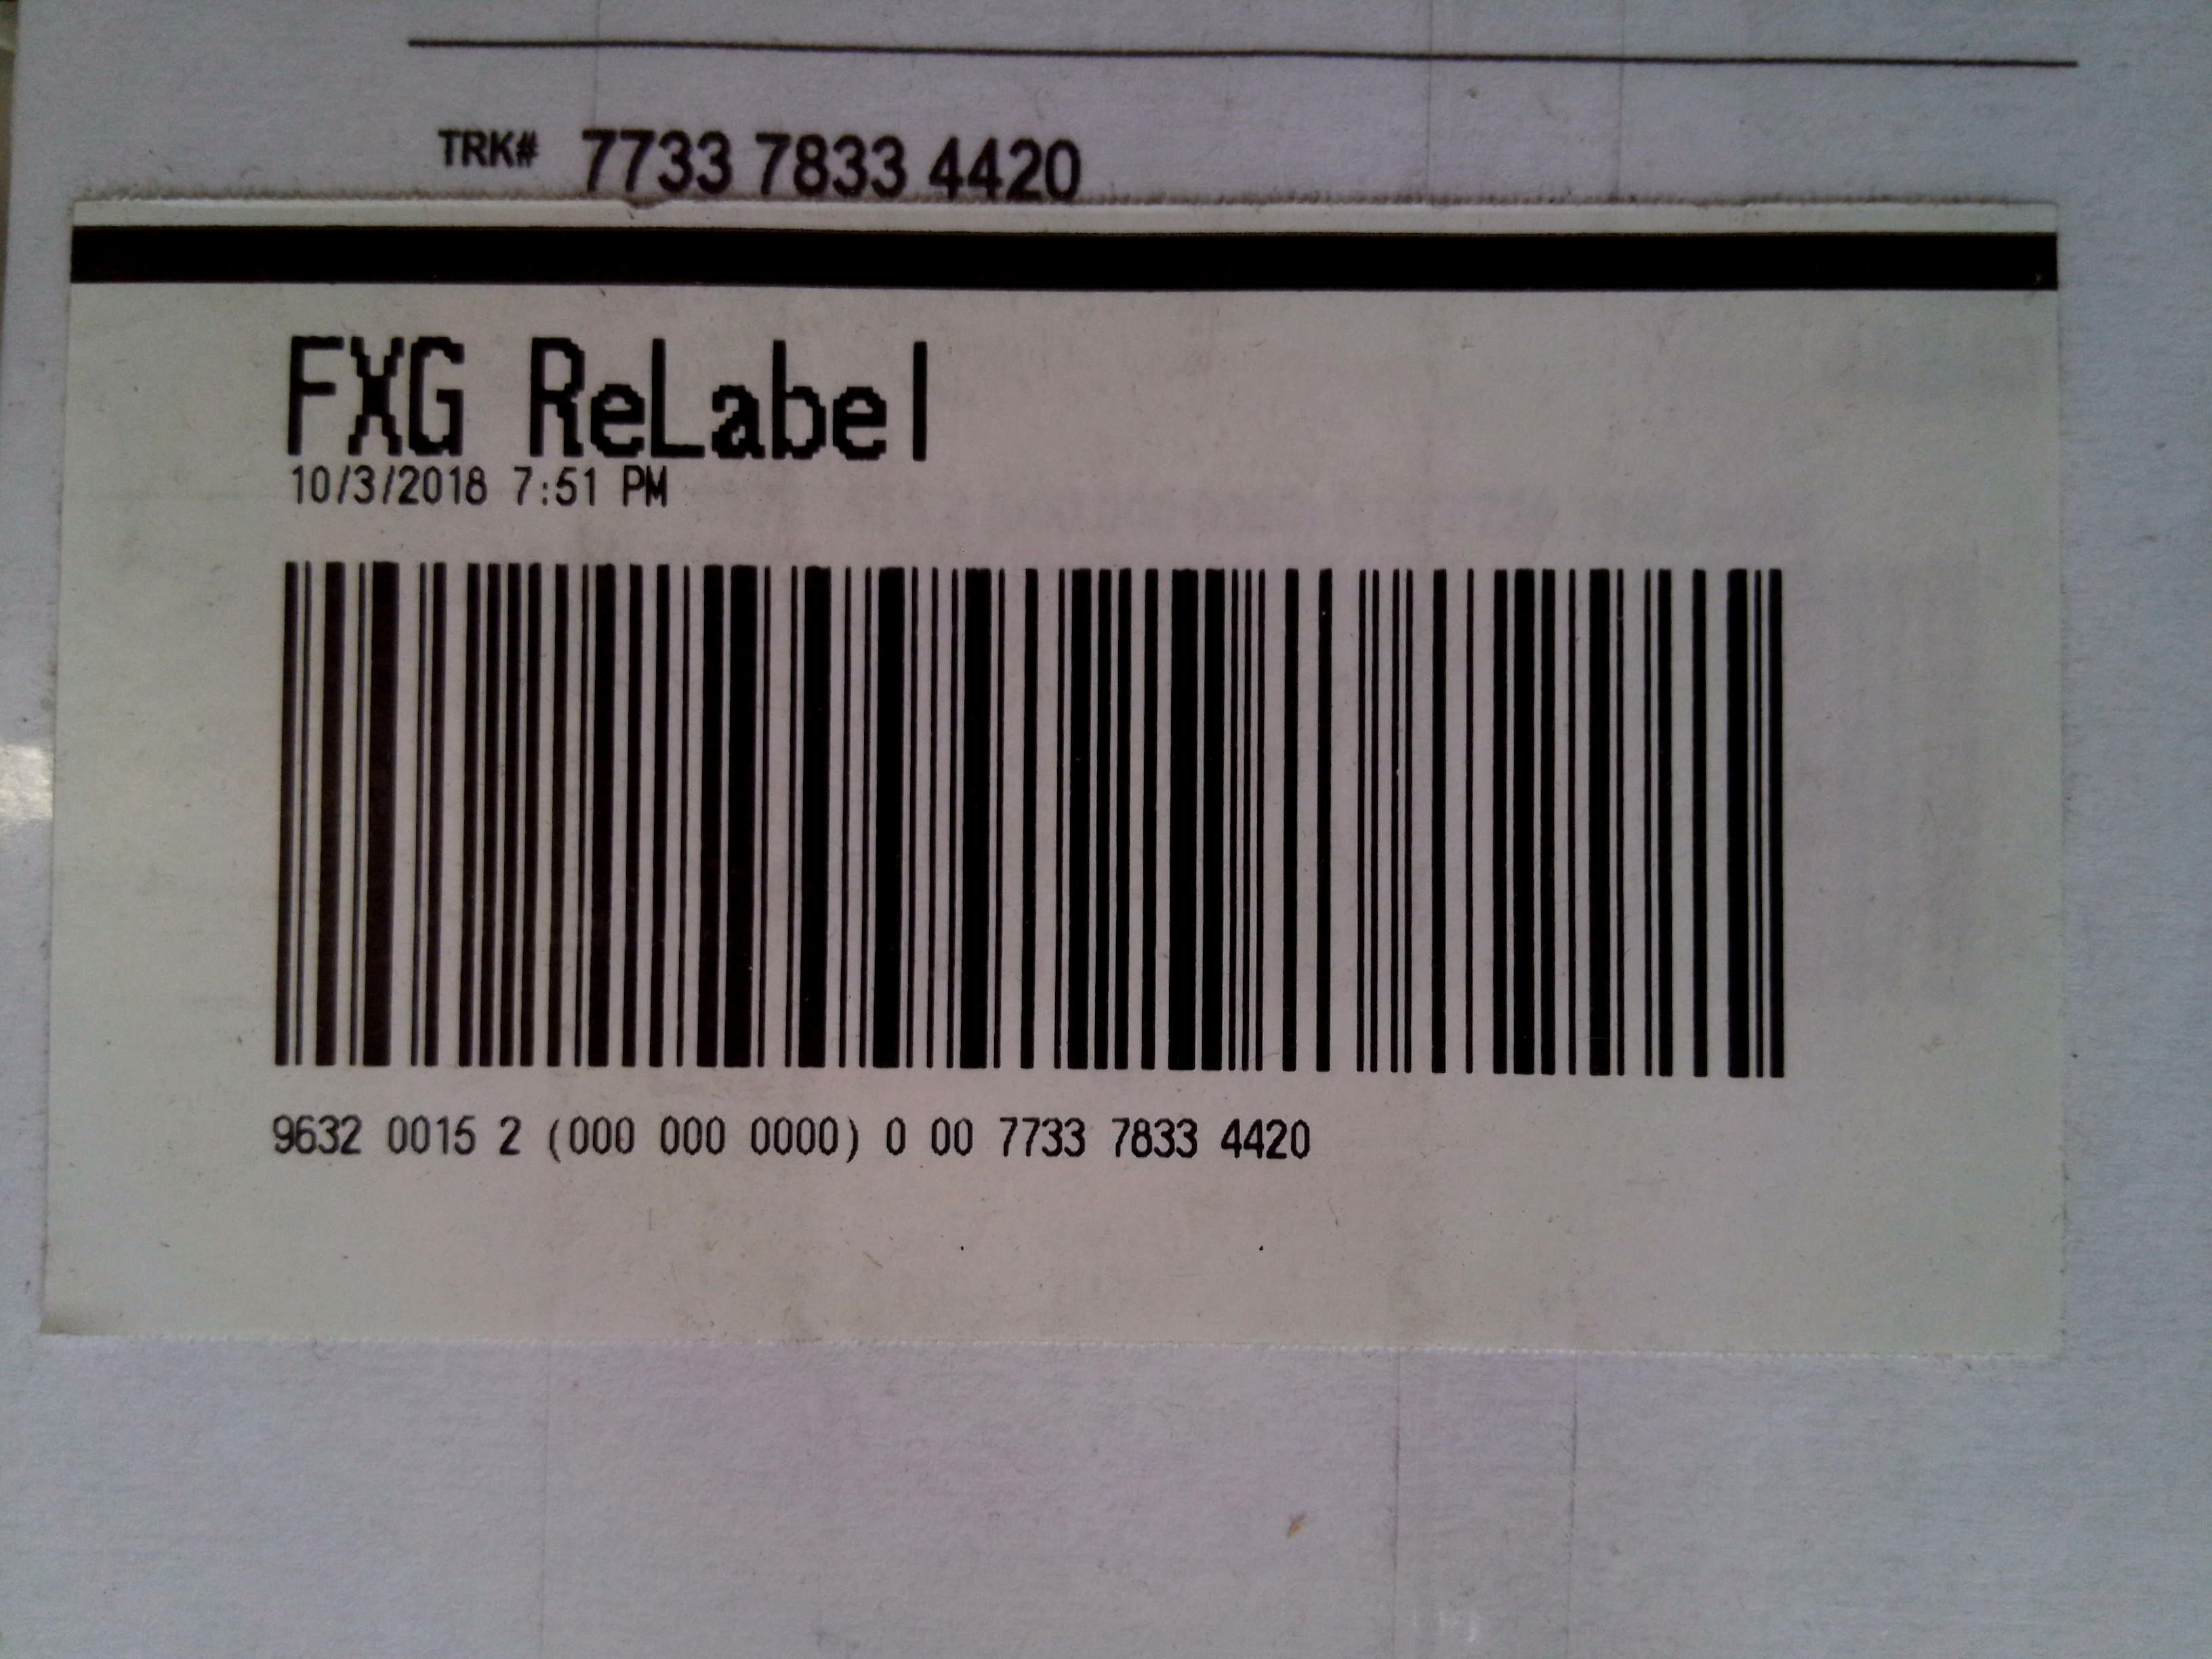 TRK# 7733 7833 4420
FXG ReLabel
10/3/2018 7:51 PM
9632 0015 2 (000 000 0000) 0 00 7733 7833 4420